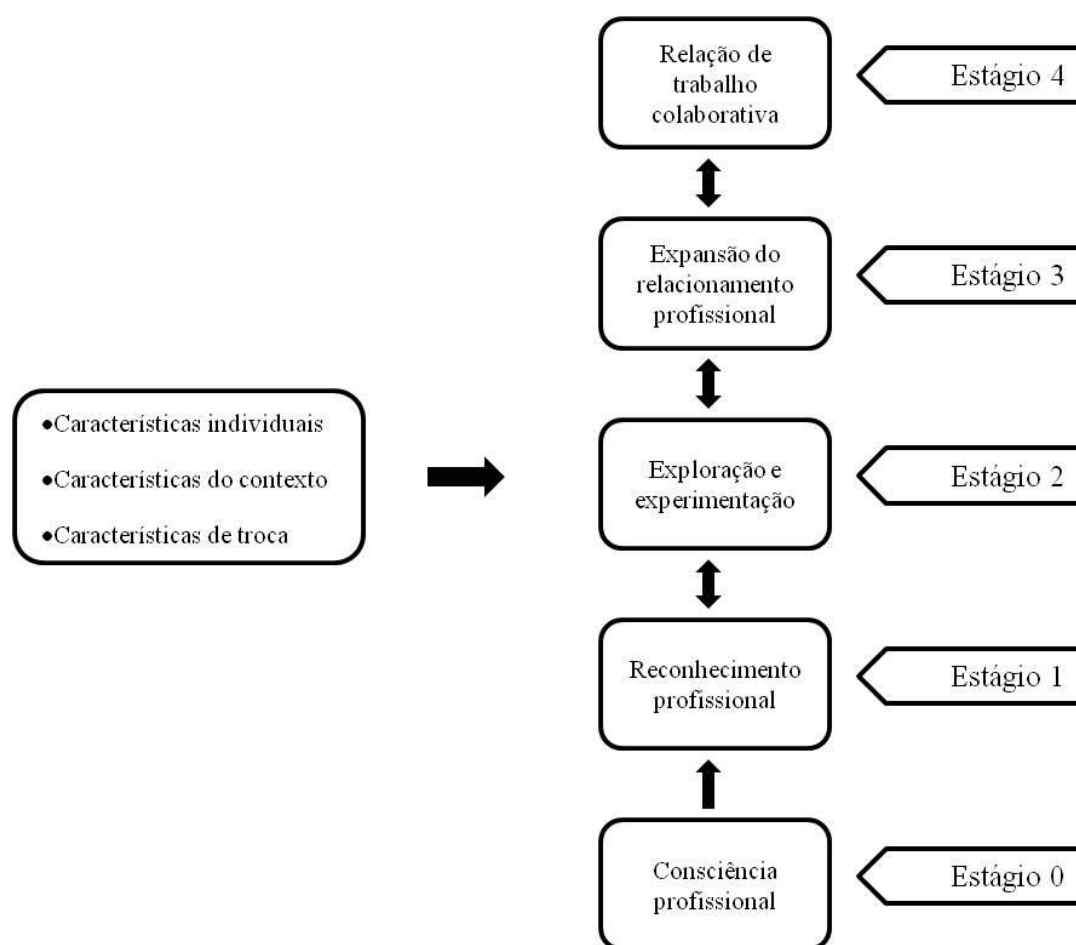 Relação de
trabalho
colaborativa
Estágio 4
Expansão do
relacionamento
profissional
Estágio 3
•Características individuais
•Características do contexto
•Características de troca
Exploração e
experimentação
Estágio 2
Reconhecimento
profissional
Estágio 1
Consciência
profissional
Estágio 0